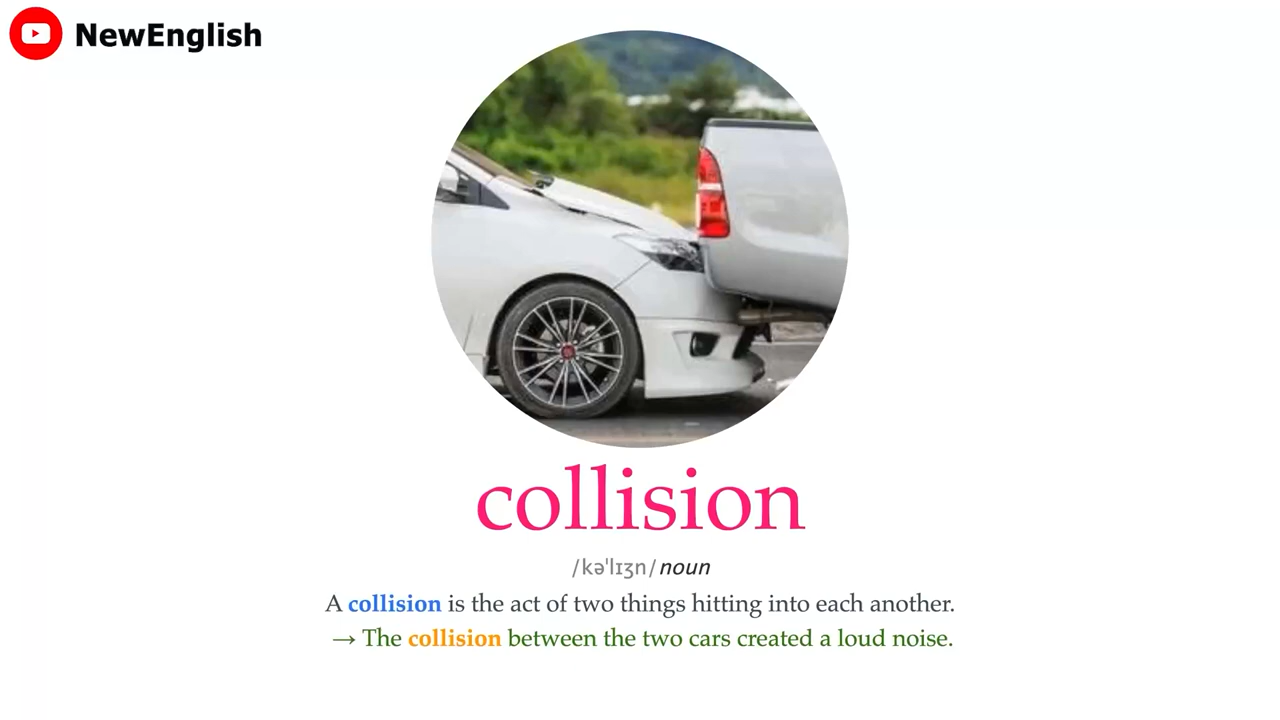 NewEnglish
collision
/kəˈlɪʒn/noun
A collision is the act of two things hitting into each another.
→ The collision between the two cars created a loud noise.